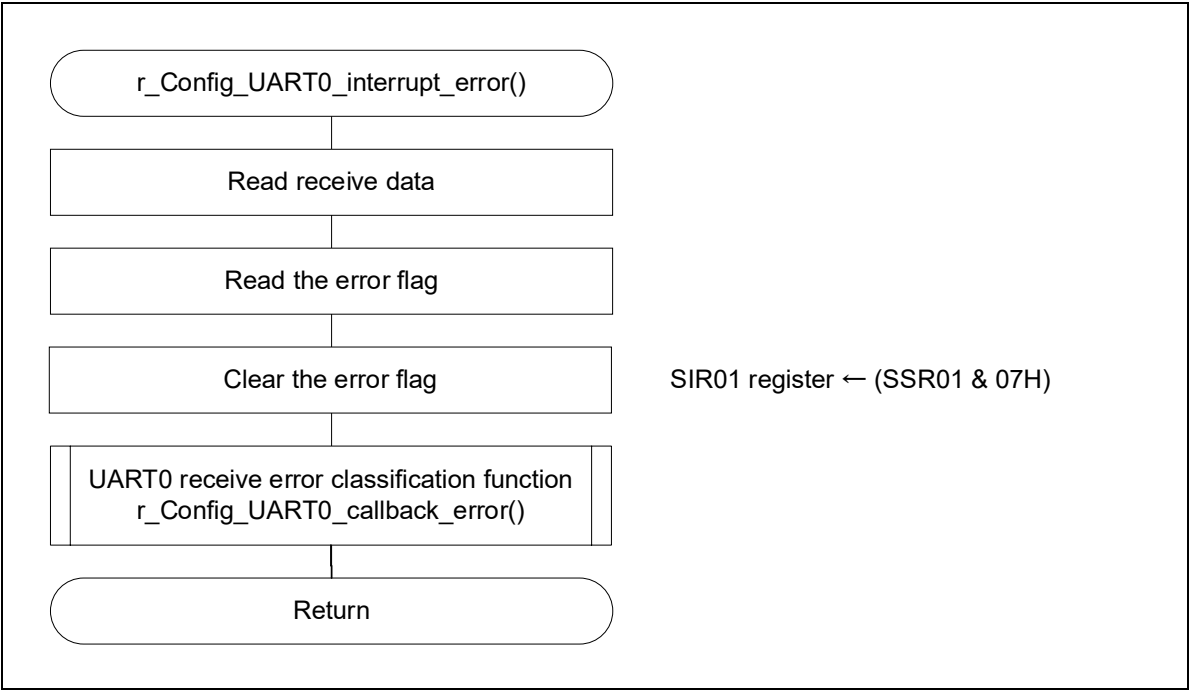 r_Config_UART0_interrupt_error()
Read receive data
Read the error flag
Clear the error flag
SIR01 register ← (SSR01 & 07H)
UART0 receive error classification function
r_Config_UART0_callback_error()
Return